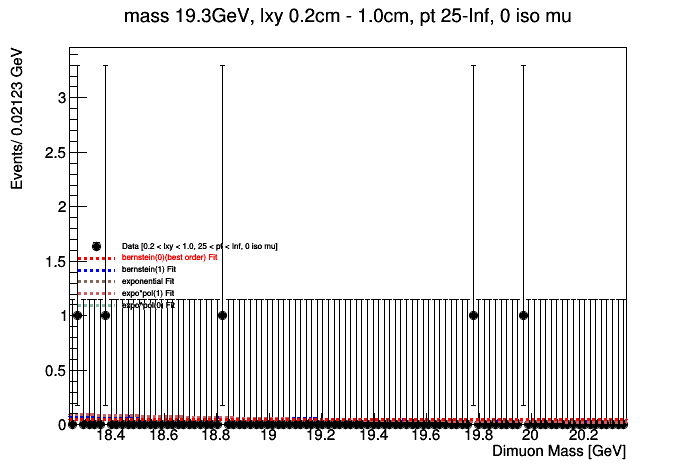 mass 19.3GeV, lxy 0.2cm - 1.0cm, pt 25-Inf, 0 iso mu
Events/ 0.02123 GeV
3
2.5
2
1.5
1
0.5
0
Data [0.2 < lxy < 1.0, 25 < pt < Inf, 0 iso mu]
bernstein(0)(best order) Fit
bernstein(1) Fit
exponential Fit
expo*pol(1) Fit
expo*pol(0) Fit
18.4 18.6 18.8 19 19.2 19.4 19.6 19.8 20 20.2
Dimuon Mass [GeV]